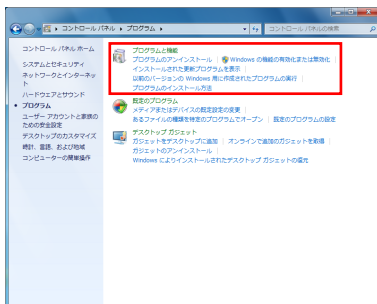 コントロール パネル ▸ プログラム ▸
コントロール パネルの検索
コントロール パネル ホーム
システムとセキュリティ
ネットワークとインターネッ
ト
ハードウェアとサウンド
プログラム
ユーザー アカウントと家族の
ための安全設定
デスクトップのカスタマイズ
時計、言語、および地域
コンピューターの簡単操作
プログラムと機能
プログラムのアンインストール | Windows の機能の有効化または無効化 |
インストールされた更新プログラムを表示 |
以前のバージョンの Windows 用に作成されたプログラムの実行 |
プログラムのインストール方法
既定のプログラム
メディアまたはデバイスの既定設定の変更 |
あるファイルの種類を特定のプログラムでオープン | 既定のプログラムの設定
デスクトップ ガジェット
ガジェットをデスクトップに追加 | オンラインで追加のガジェットを取得 |
ガジェットのアンインストール |
Windows によりインストールされたデスクトップ ガジェットの復元